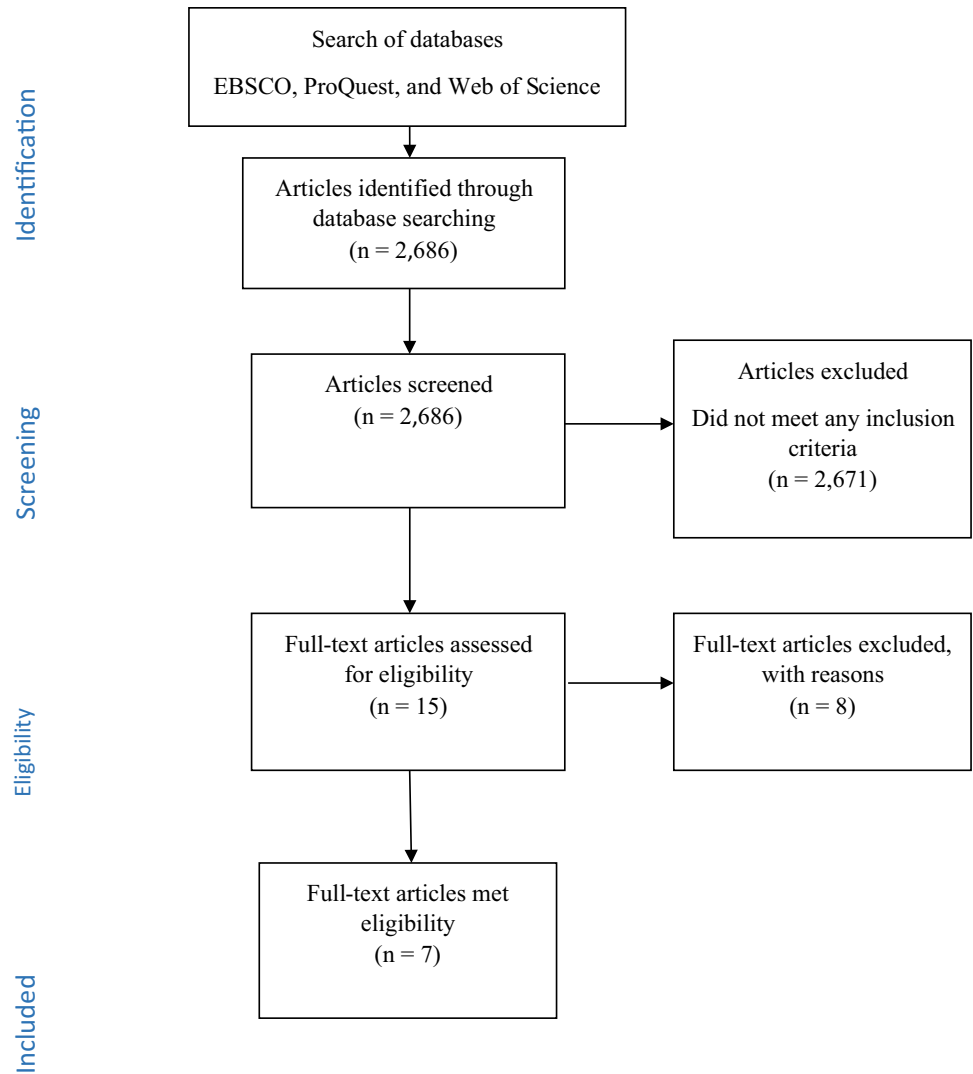 Identification
Search of databases
EBSCO, ProQuest, and Web of Science
Articles identified through
database searching
(n = 2,686)
Screening
Articles screened
(n = 2,686)
Articles excluded
Did not meet any inclusion
criteria
(n = 2,671)
Eligibility
Full-text articles assessed
for eligibility
(n = 15)
Full-text articles excluded,
with reasons
(n = 8)
Included
Full-text articles met
eligibility
(n = 7)